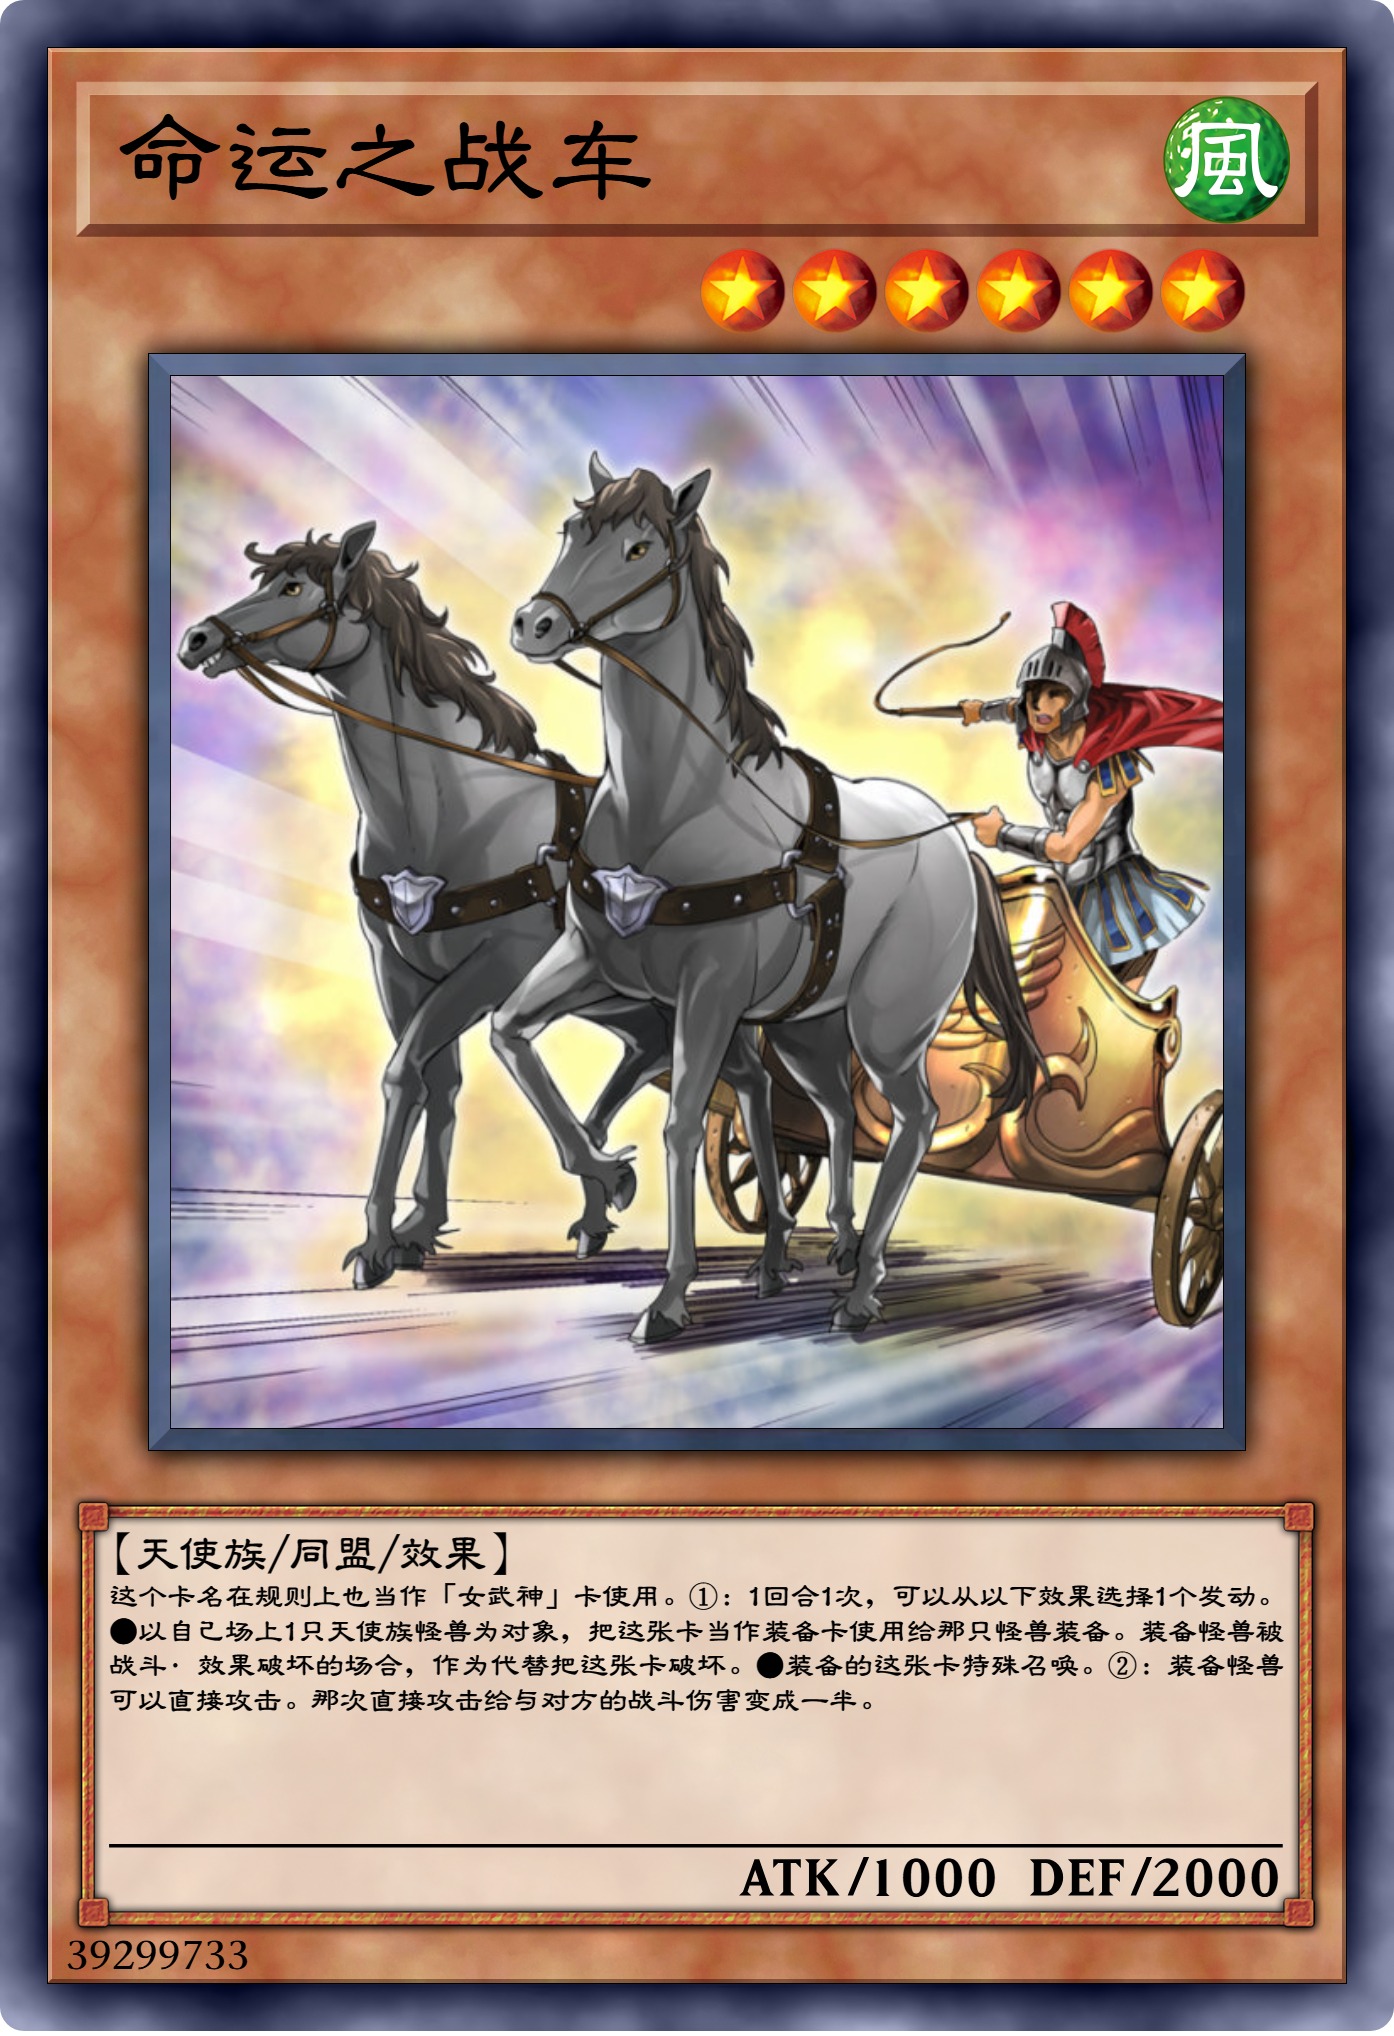 命运之战车
風
【天使族/同盟/效果】
这个卡名在规则上也当作「女武神」卡使用。①：1回合1次，可以从以下效果选择1个发动。
●以自己场上1只天使族怪兽为对象，把这张卡当作装备卡使用给那只怪兽装备。装备怪兽被
战斗·效果破坏的场合，作为代替把这张卡破坏。●装备的这张卡特殊召唤。②：装备怪兽
可以直接攻击。那次直接攻击给与对方的战斗伤害变成一半。
ATK/1000 DEF/2000
39299733